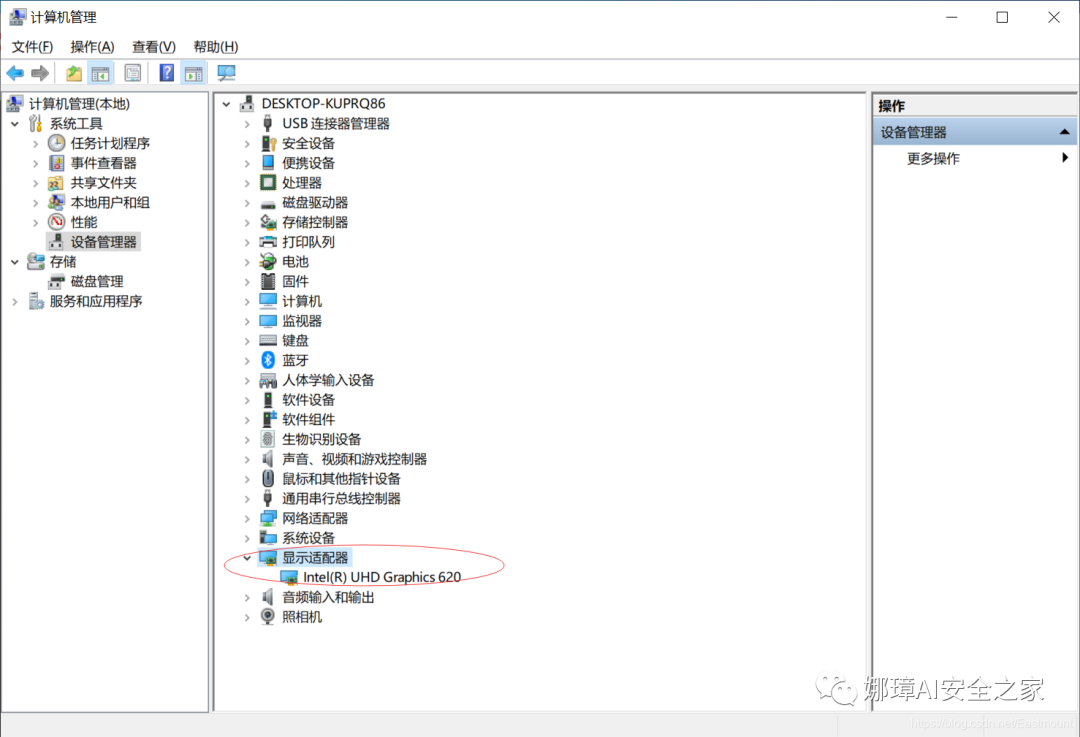 计算机管理
文件(F) 操作(A) 查看(V) 帮助(H)
计算机管理(本地)
系统工具
任务计划程序
事件查看器
共享文件夹
本地用户和组
性能
设备管理器
存储
磁盘管理
服务和应用程序
DESKTOP-KUPRQ86
USB 连接器管理器
安全设备
便携设备
处理器
磁盘驱动器
存储控制器
打印队列
电池
固件
计算机
监视器
键盘
蓝牙
人体学输入设备
软件设备
软件组件
生物识别设备
声音、视频和游戏控制器
鼠标和其他指针设备
通用串行总线控制器
网络适配器
系统设备
显示适配器
Intel(R) UHD Graphics 620
音频输入和输出
照相机
操作
设备管理器
更多操作
娜璋AI安全之家
https://blog.csdn.net/Eastmount